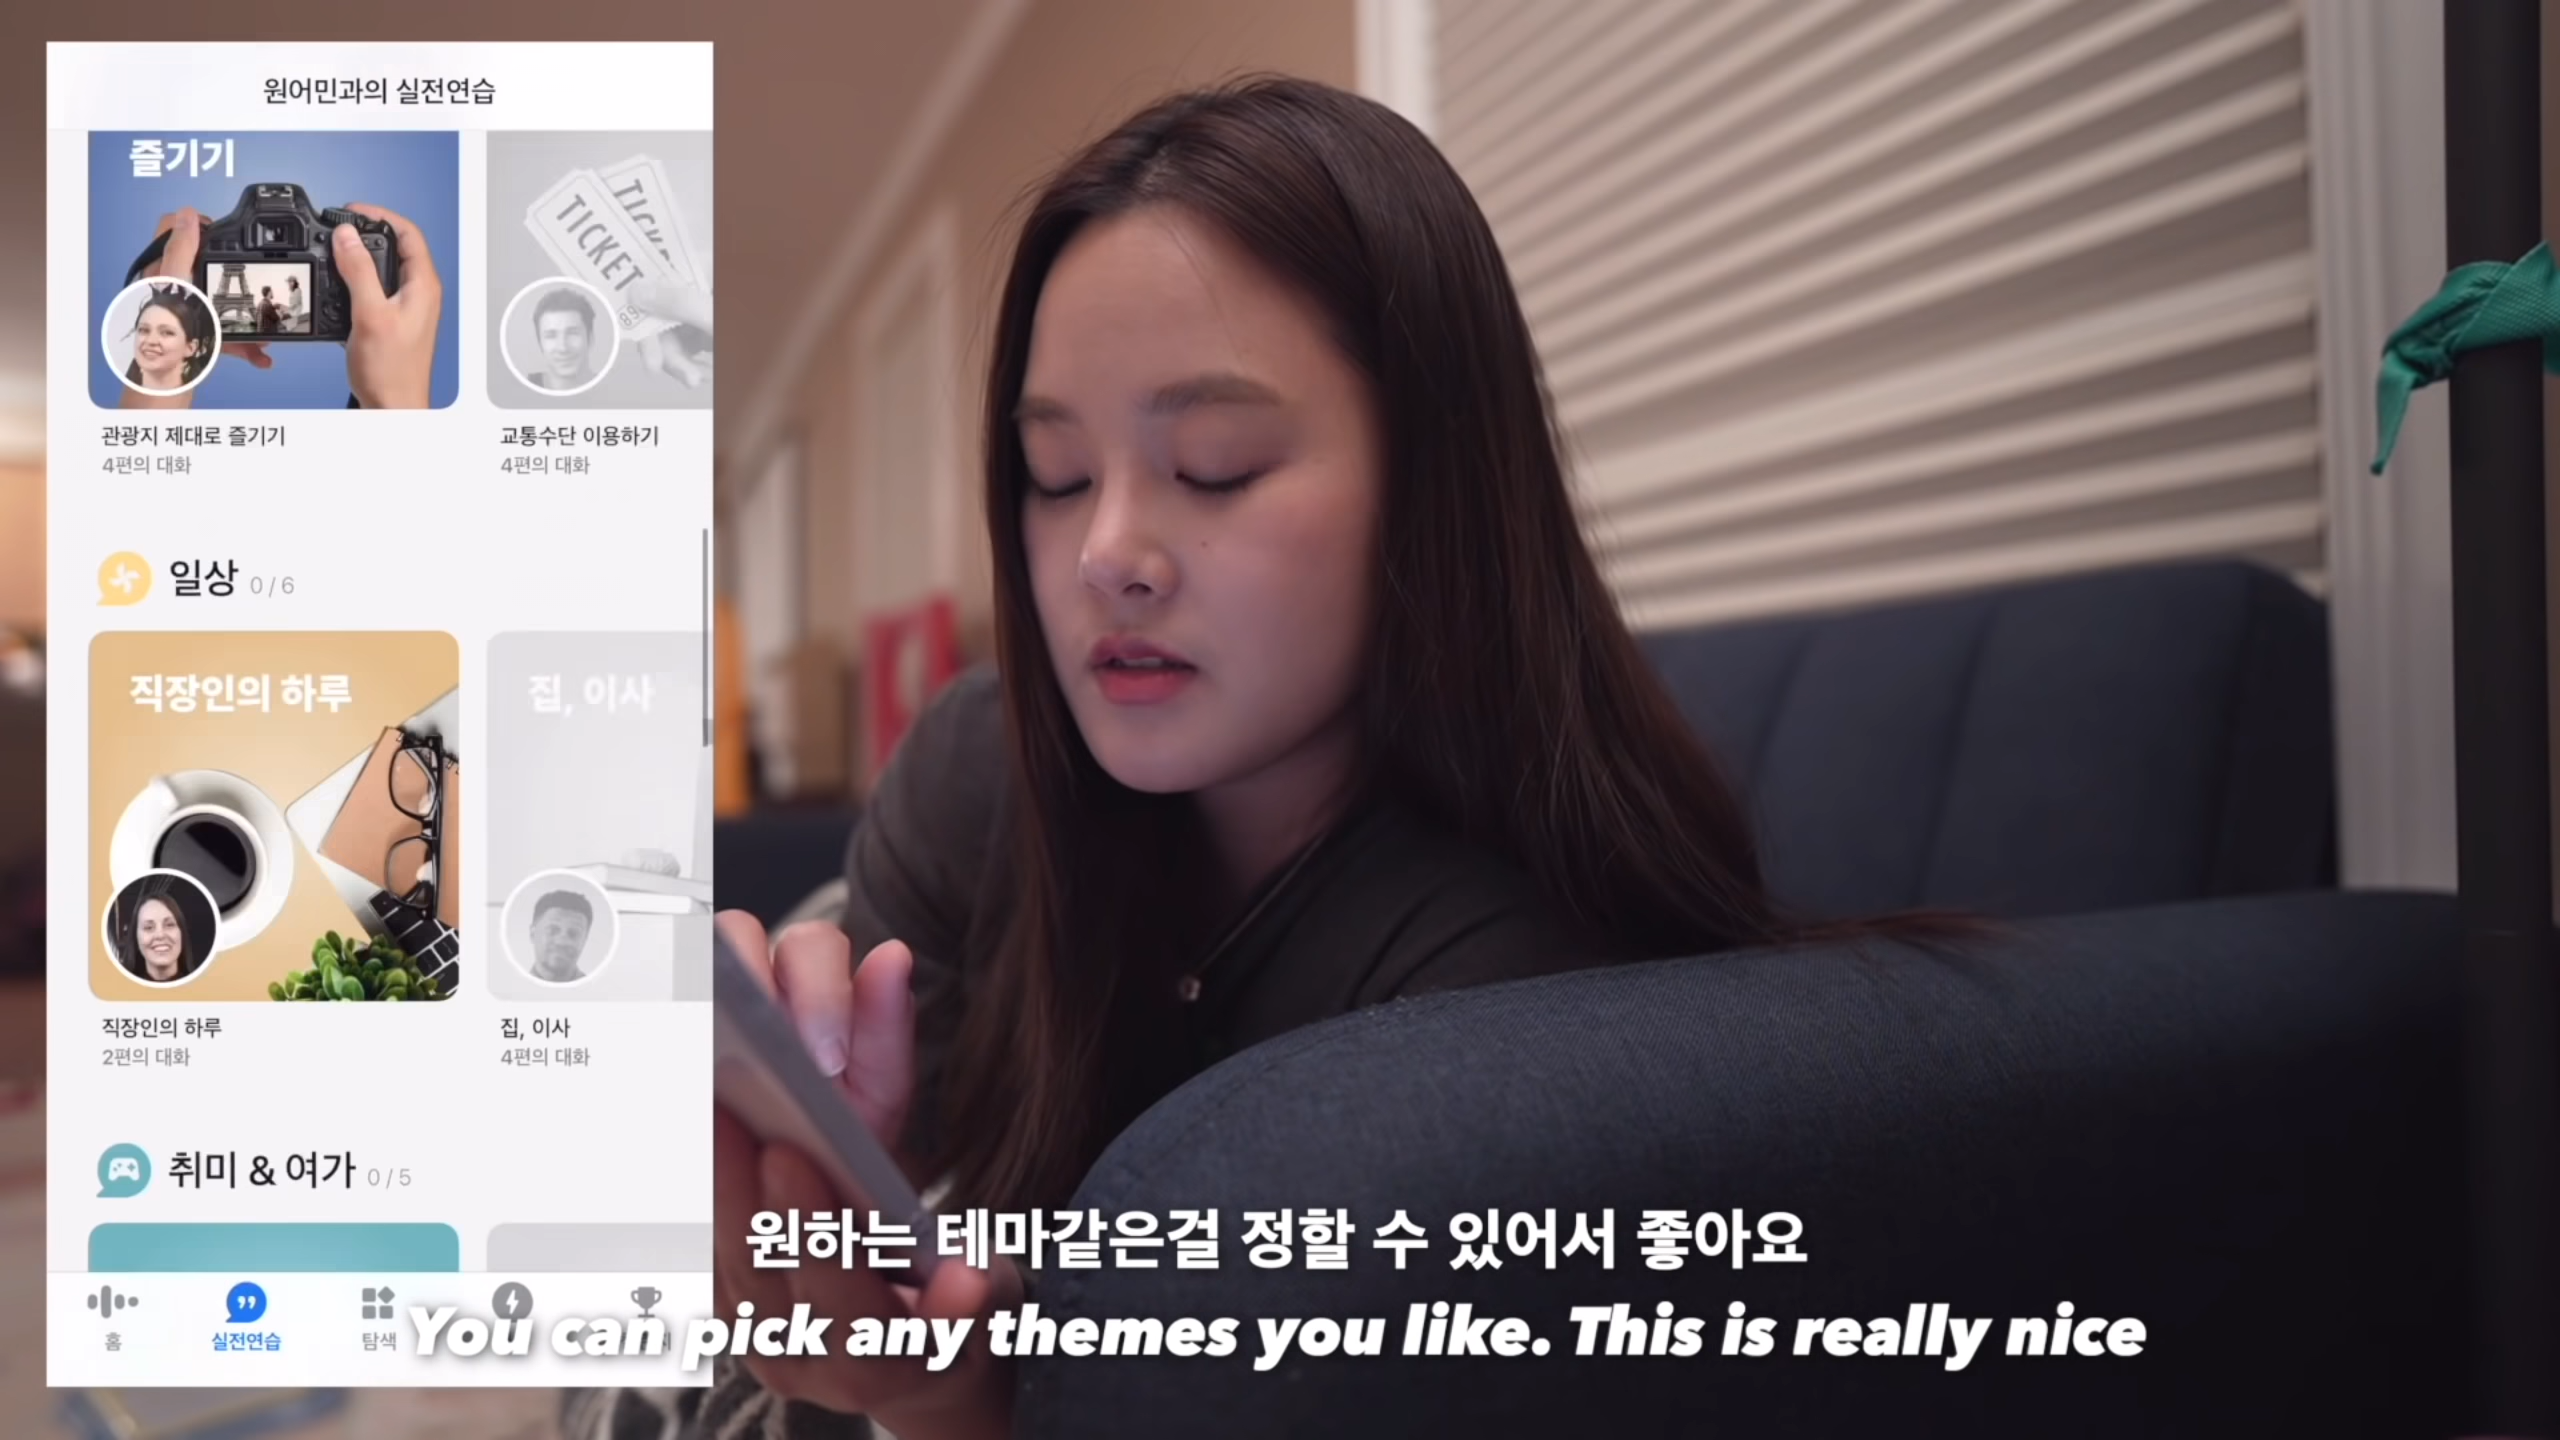 원어민과의 실전연습
즐기기
TICKET
TICKET
관광지 제대로 즐기기
4편의 대화
교통수단 이용하기
4편의 대화
일상 0/6
직장인의 하루
집, 이사
직장인의 하루
2편의 대화
집, 이사
4편의 대화
취미 & 여가 0/5
홈
실전연습
탐색
원하는 테마같은걸 정할 수 있어서 좋아요
You can pick any themes you like. This is really nice